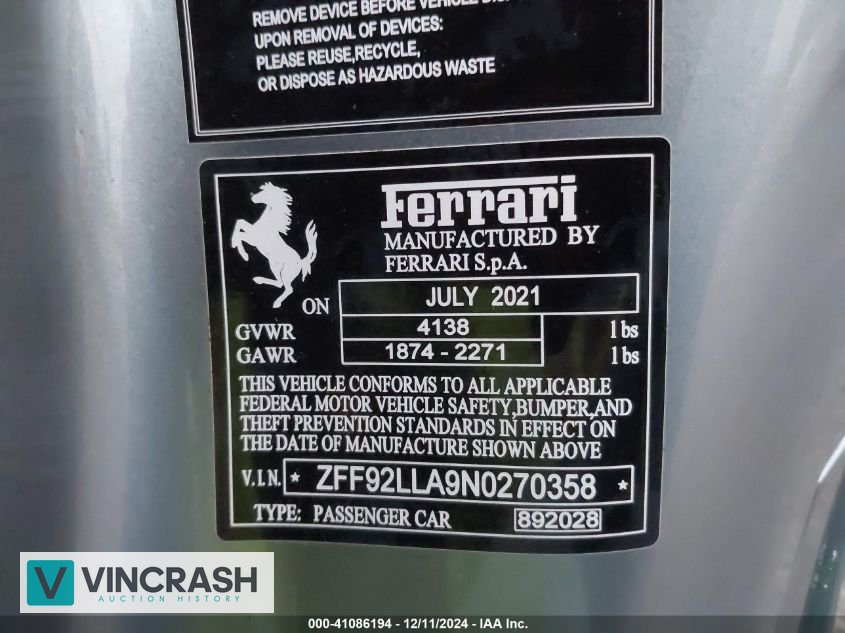 REMOVE DEVICE BEFORE VEHICLE
UPON REMOVAL OF DEVICES:
PLEASE REUSE,RECYCLE,
OR DISPOSE AS HAZARDOUS WASTE
Ferrari
MANUFACTURED BY
FERRARI S.p.A.
ON JULY 2021
GVWR 4138 lbs
GAWR 1874 - 2271 lbs
THIS VEHICLE CONFORMS TO ALL APPLICABLE
FEDERAL MOTOR VEHICLE SAFETY,BUMPER,AND
THEFT PREVENTION STANDARDS IN EFFECT ON
THE DATE OF MANUFACTURE SHOWN ABOVE
V.I.N. * ZFF92LLA9N0270358 *
TYPE: PASSENGER CAR 892028
V VINCRASH
AUCTION HISTORY
000-41086194 - 12/11/2024 - IAA Inc.